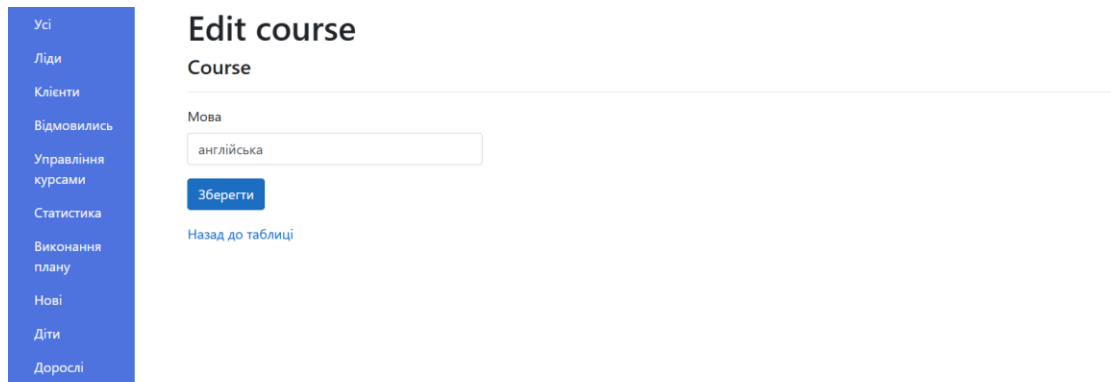 Усі
Ліди
Клієнти
Відмовились
Управління
курсами
Статистика
Виконання
плану
Нові
Діти
Дорослі
Edit course
Course
Мова
англійська
Зберегти
Назад до таблиці